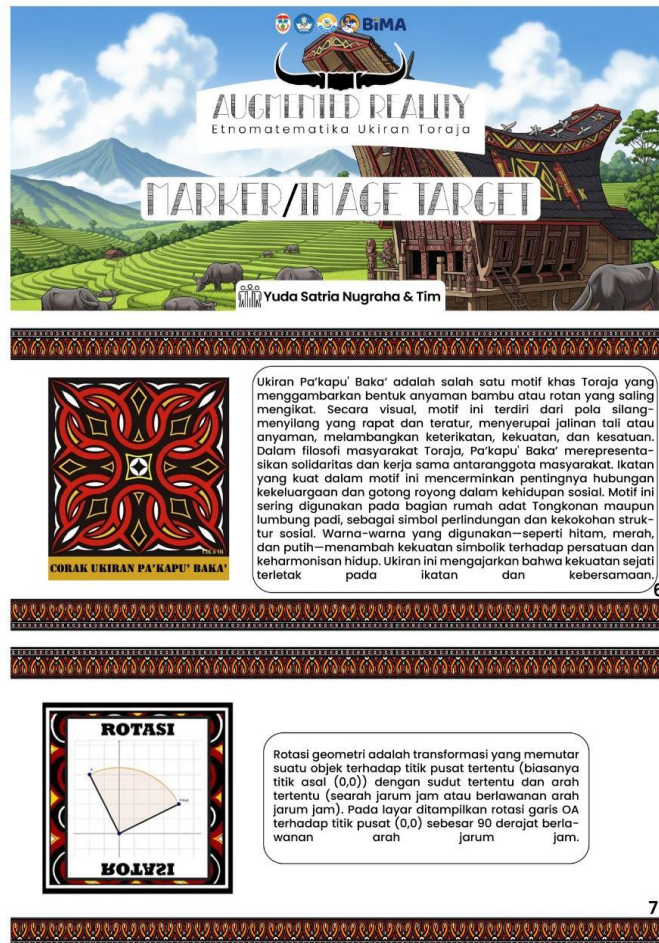 BIMA
AUGMENTED REALITY
Etnomatematika Ukiran Toraja
MARKER/IMAGE TARGET
Yuda Satria Nugraha & Tim
Ukiran Pa'kapu' Baka' adalah salah satu motif khas Toraja yang
menggambarkan bentuk anyaman bambu atau rotan yang saling
mengikat. Secara visual, motif ini terdiri dari pola silang-
menyilang yang rapat dan teratur, menyerupai jalinan tali atau
anyaman, melambangkan keterikatan, kekuatan, dan kesatuan.
Dalam filosofi masyarakat Toraja, Pa'kapu' Baka' merepresenta-
sikan solidaritas dan kerja sama antaranggota masyarakat. Ikatan
yang kuat dalam motif ini mencerminkan pentingnya hubungan
kekeluargaan dan gotong royong dalam kehidupan sosial. Motif ini
sering digunakan pada bagian rumah adat Tongkonan maupun
lumbung padi, sebagai simbol perlindungan dan kekokohan struk-
tur sosial. Warna-warna yang digunakan—seperti hitam, merah,
dan putih—menambah kekuatan simbolik terhadap persatuan dan
keharmonisan hidup. Ukiran ini mengajarkan bahwa kekuatan sejati
terletak pada ikatan dan kebersamaan.
CORAK UKIRAN PA'KAPU' BAKA'
6
ROTASI
ROTASI
Rotasi geometri adalah transformasi yang memutar
suatu objek terhadap titik pusat tertentu (biasanya
titik asal (0,0)) dengan sudut tertentu dan arah
tertentu (searah jarum jam atau berlawanan arah
jarum jam). Pada layar ditampilkan rotasi garis OA
terhadap titik pusat (0,0) sebesar 90 derajat berla-
wanan arah jarum jam.
7